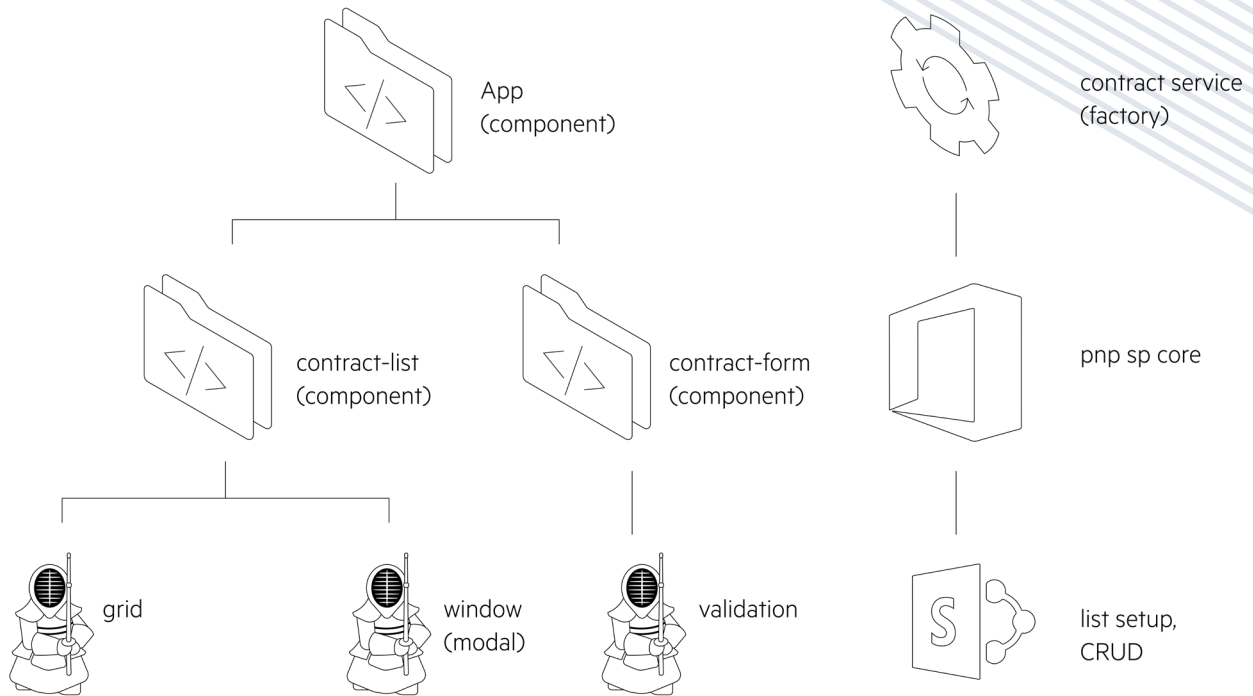 App
(component)
contract service
(factory)
contract-list
(component)
contract-form
(component)
pnp sp core
grid
window
(modal)
validation
S
list setup,
CRUD